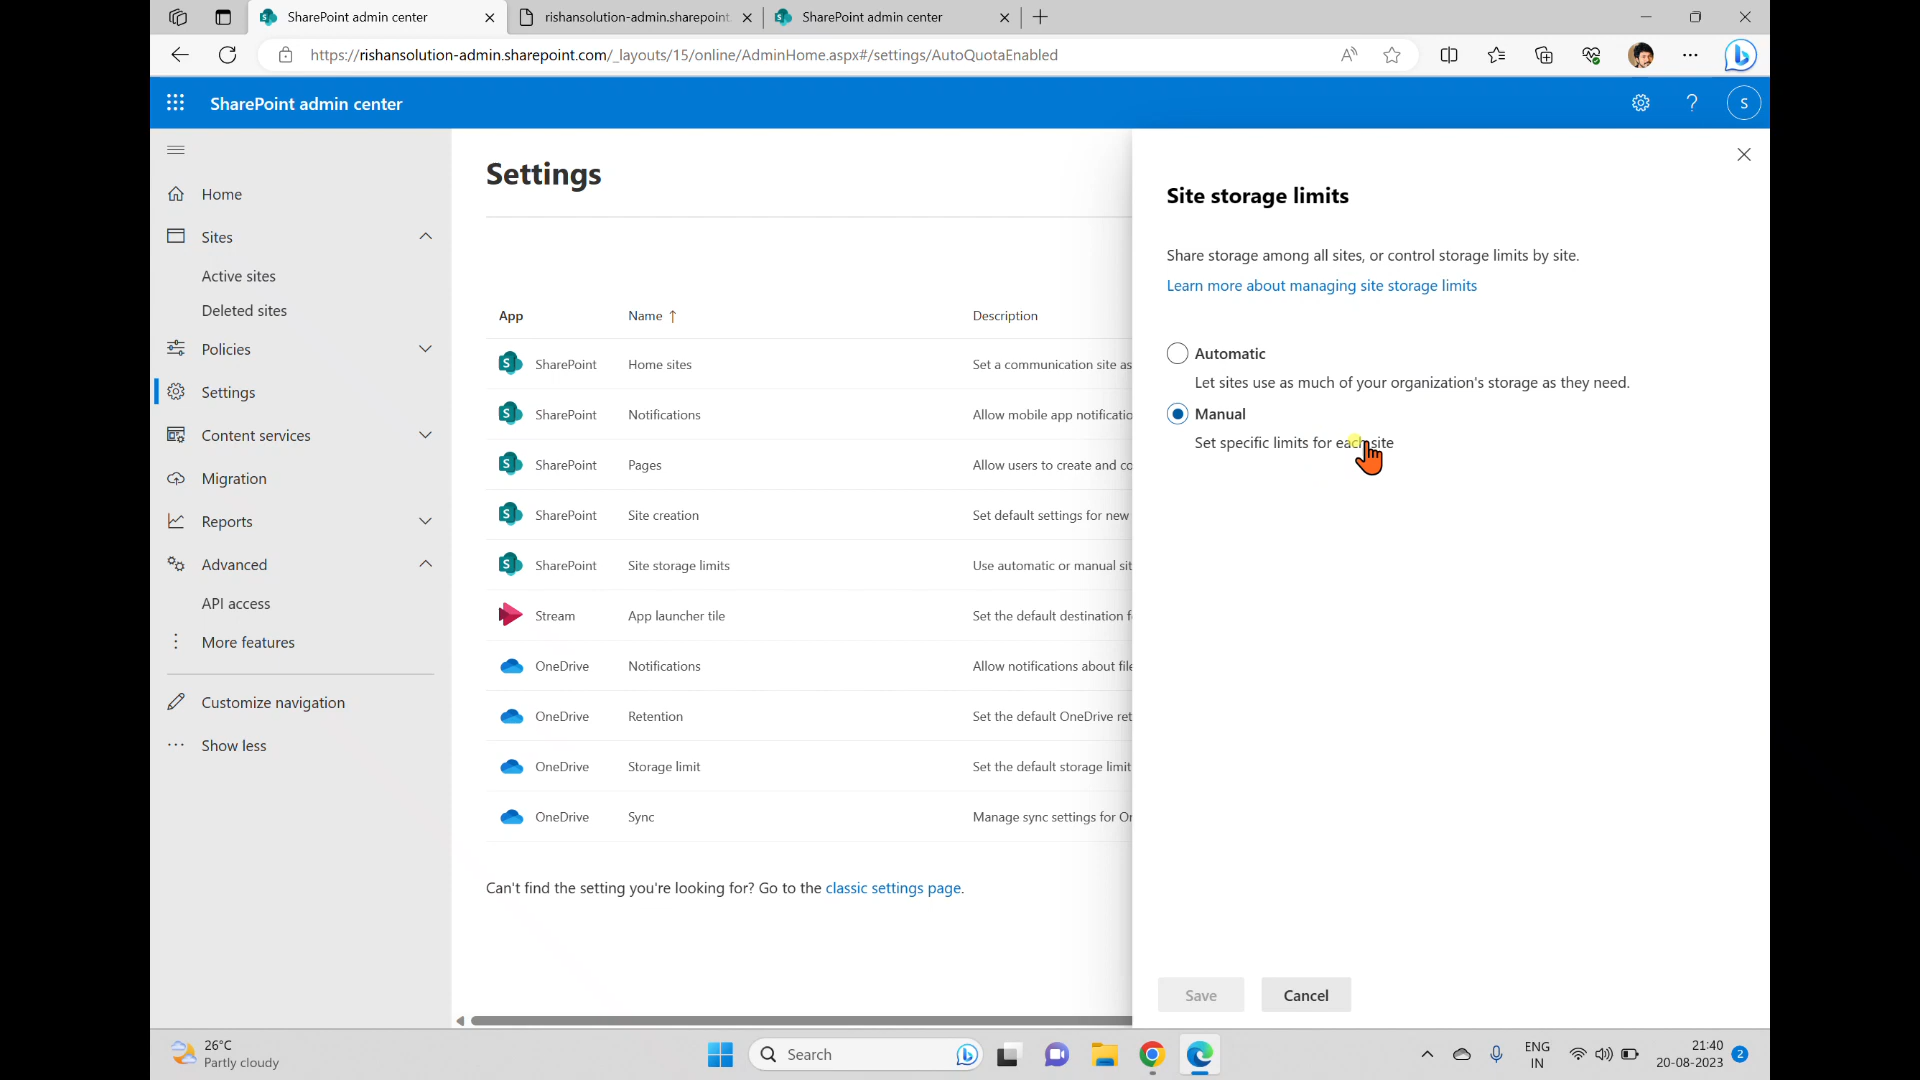 SharePoint admin center
rishansolution-admin.sharepoint.
SharePoint admin center
https://rishansolution-admin.sharepoint.com/_layouts/15/online/AdminHome.aspx#/settings/AutoQuotaEnabled
SharePoint admin center
S
Home
Sites
Active sites
Deleted sites
Policies
Settings
Content services
Migration
Reports
Advanced
API access
More features
Customize navigation
Show less
Settings
App Name ↑ Description
SharePoint Home sites Set a communication site as
SharePoint Notifications Allow mobile app notificatio
SharePoint Pages Allow users to create and co
SharePoint Site creation Set default settings for new
SharePoint Site storage limits Use automatic or manual sit
Stream App launcher tile Set the default destination f
OneDrive Notifications Allow notifications about file
OneDrive Retention Set the default OneDrive ret
OneDrive Storage limit Set the default storage limit
OneDrive Sync Manage sync settings for Or
Can't find the setting you're looking for? Go to the classic settings page.
Site storage limits
Share storage among all sites, or control storage limits by site.
Learn more about managing site storage limits
Automatic
Let sites use as much of your organization's storage as they need.
Manual
Set specific limits for each site
Save Cancel
26°C
Partly cloudy
Search
ENG
IN
21:40
20-08-2023
2